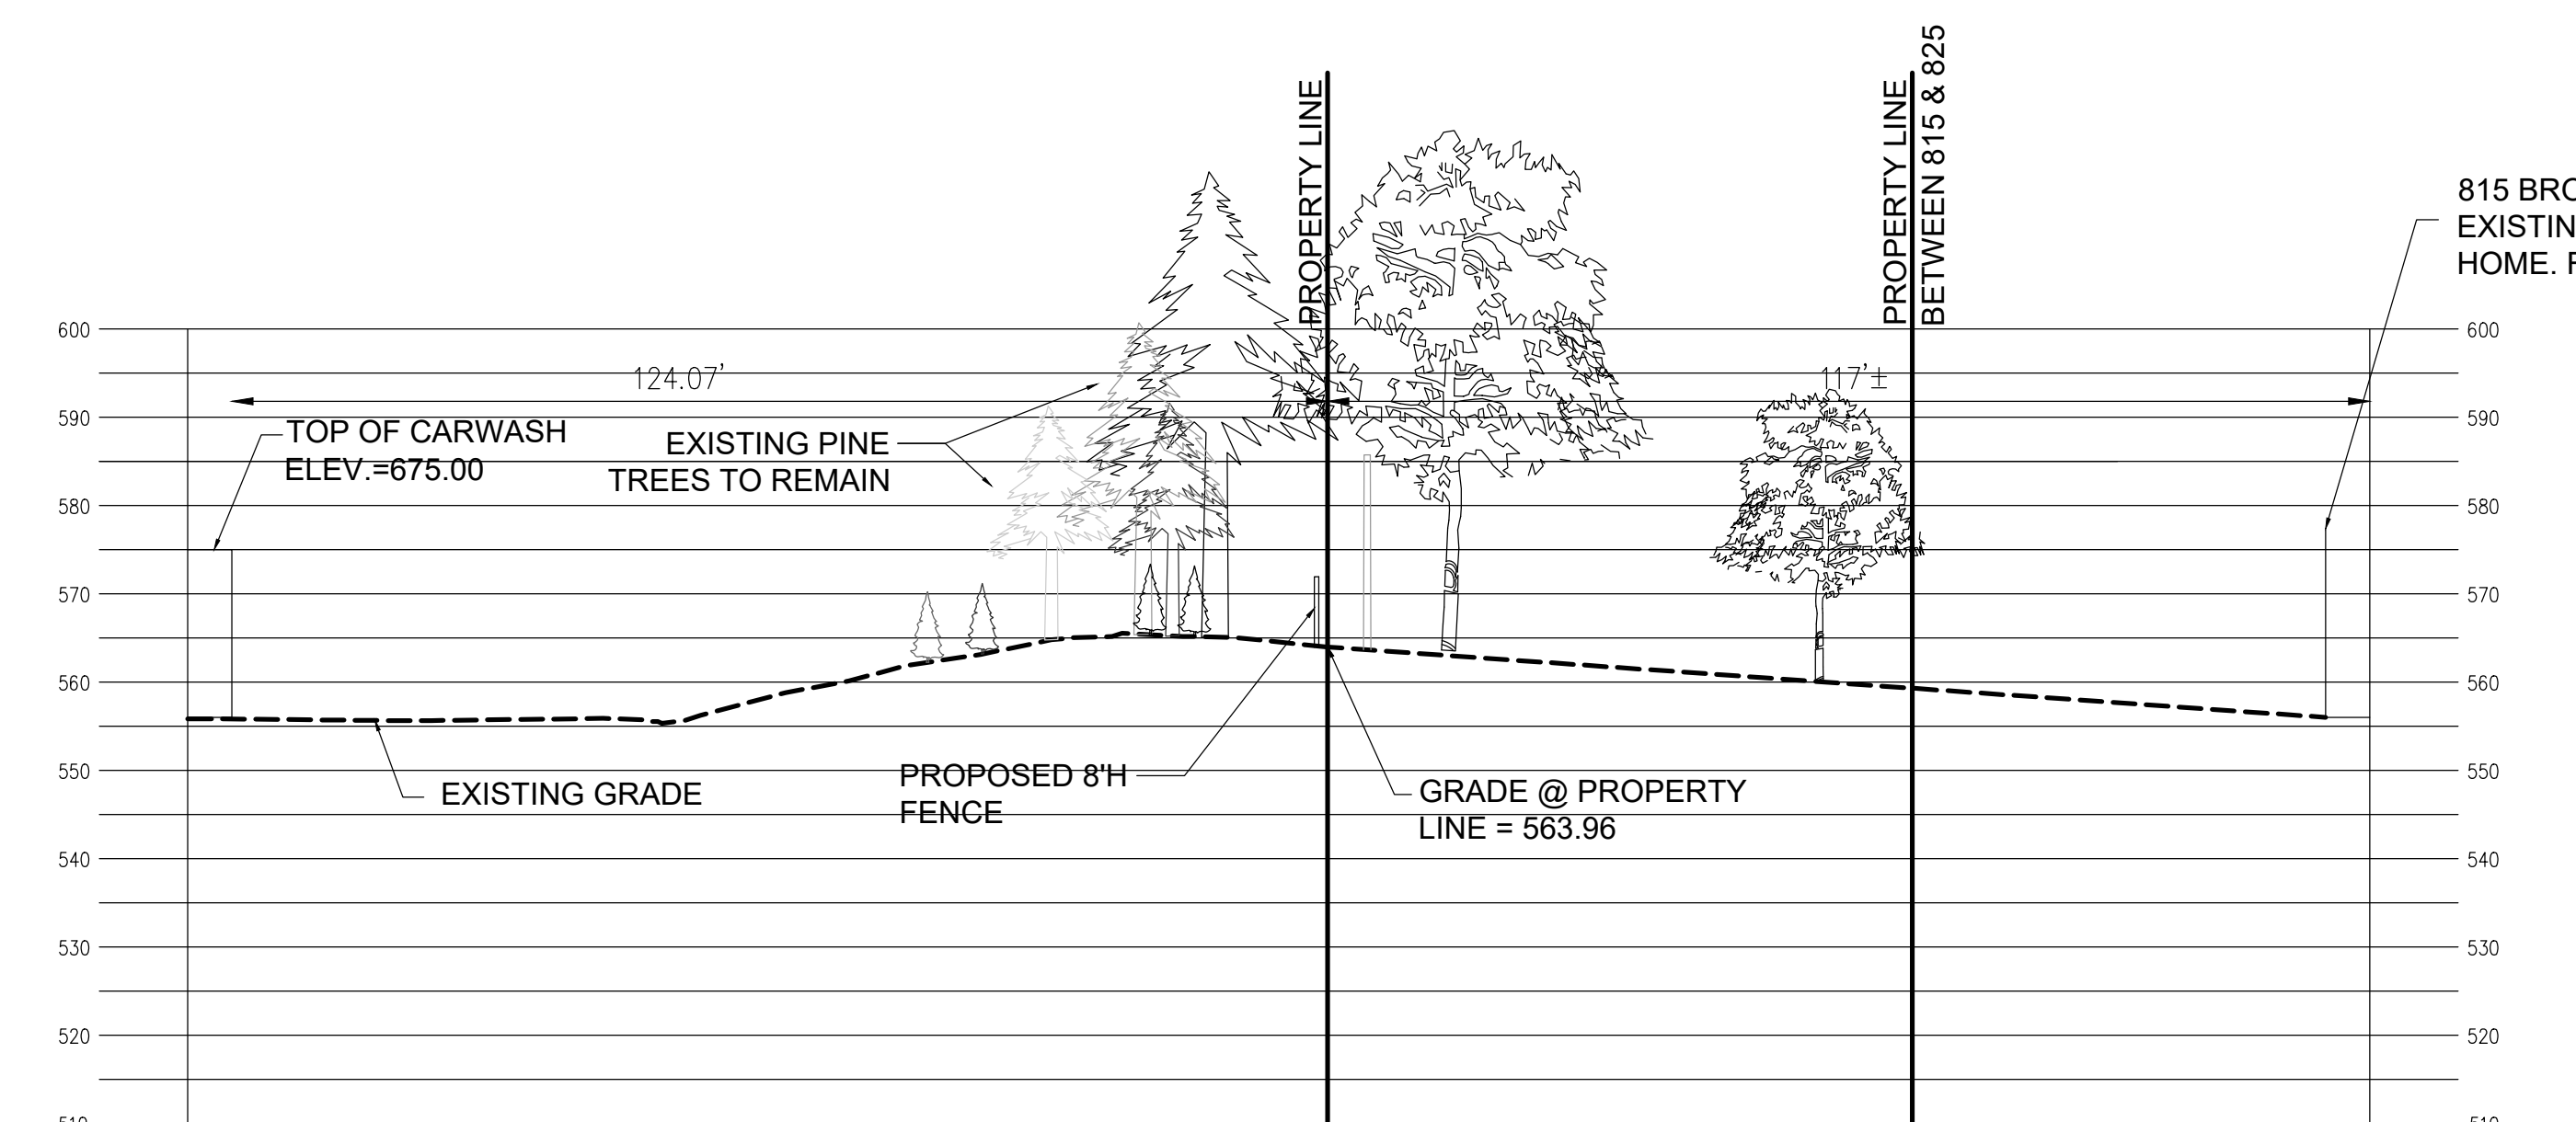 PROPERTY LINE
PROPERTY LINE
BETWEEN 815 & 825
815
EXISTIN
HOME.
600
600
124.07'
117'±
590
590
TOP OF CARWASH
ELEV.=675.00
EXISTING PINE
TREES TO REMAIN
580
580
570
570
560
560
550
550
EXISTING GRADE
PROPOSED 8'H
FENCE
GRADE @ PROPERTY
LINE = 563.96
540
540
530
530
520
520
510
510